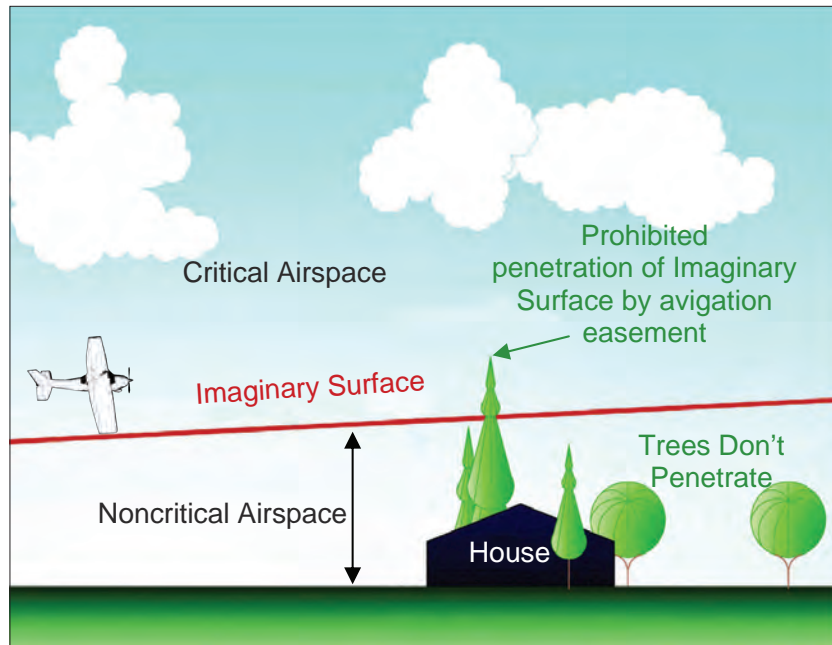 Prohibited
penetration of Imaginary
Surface by avigation
easement
Critical Airspace
Imaginary Surface
Trees Don't
Penetrate
Noncritical Airspace
House